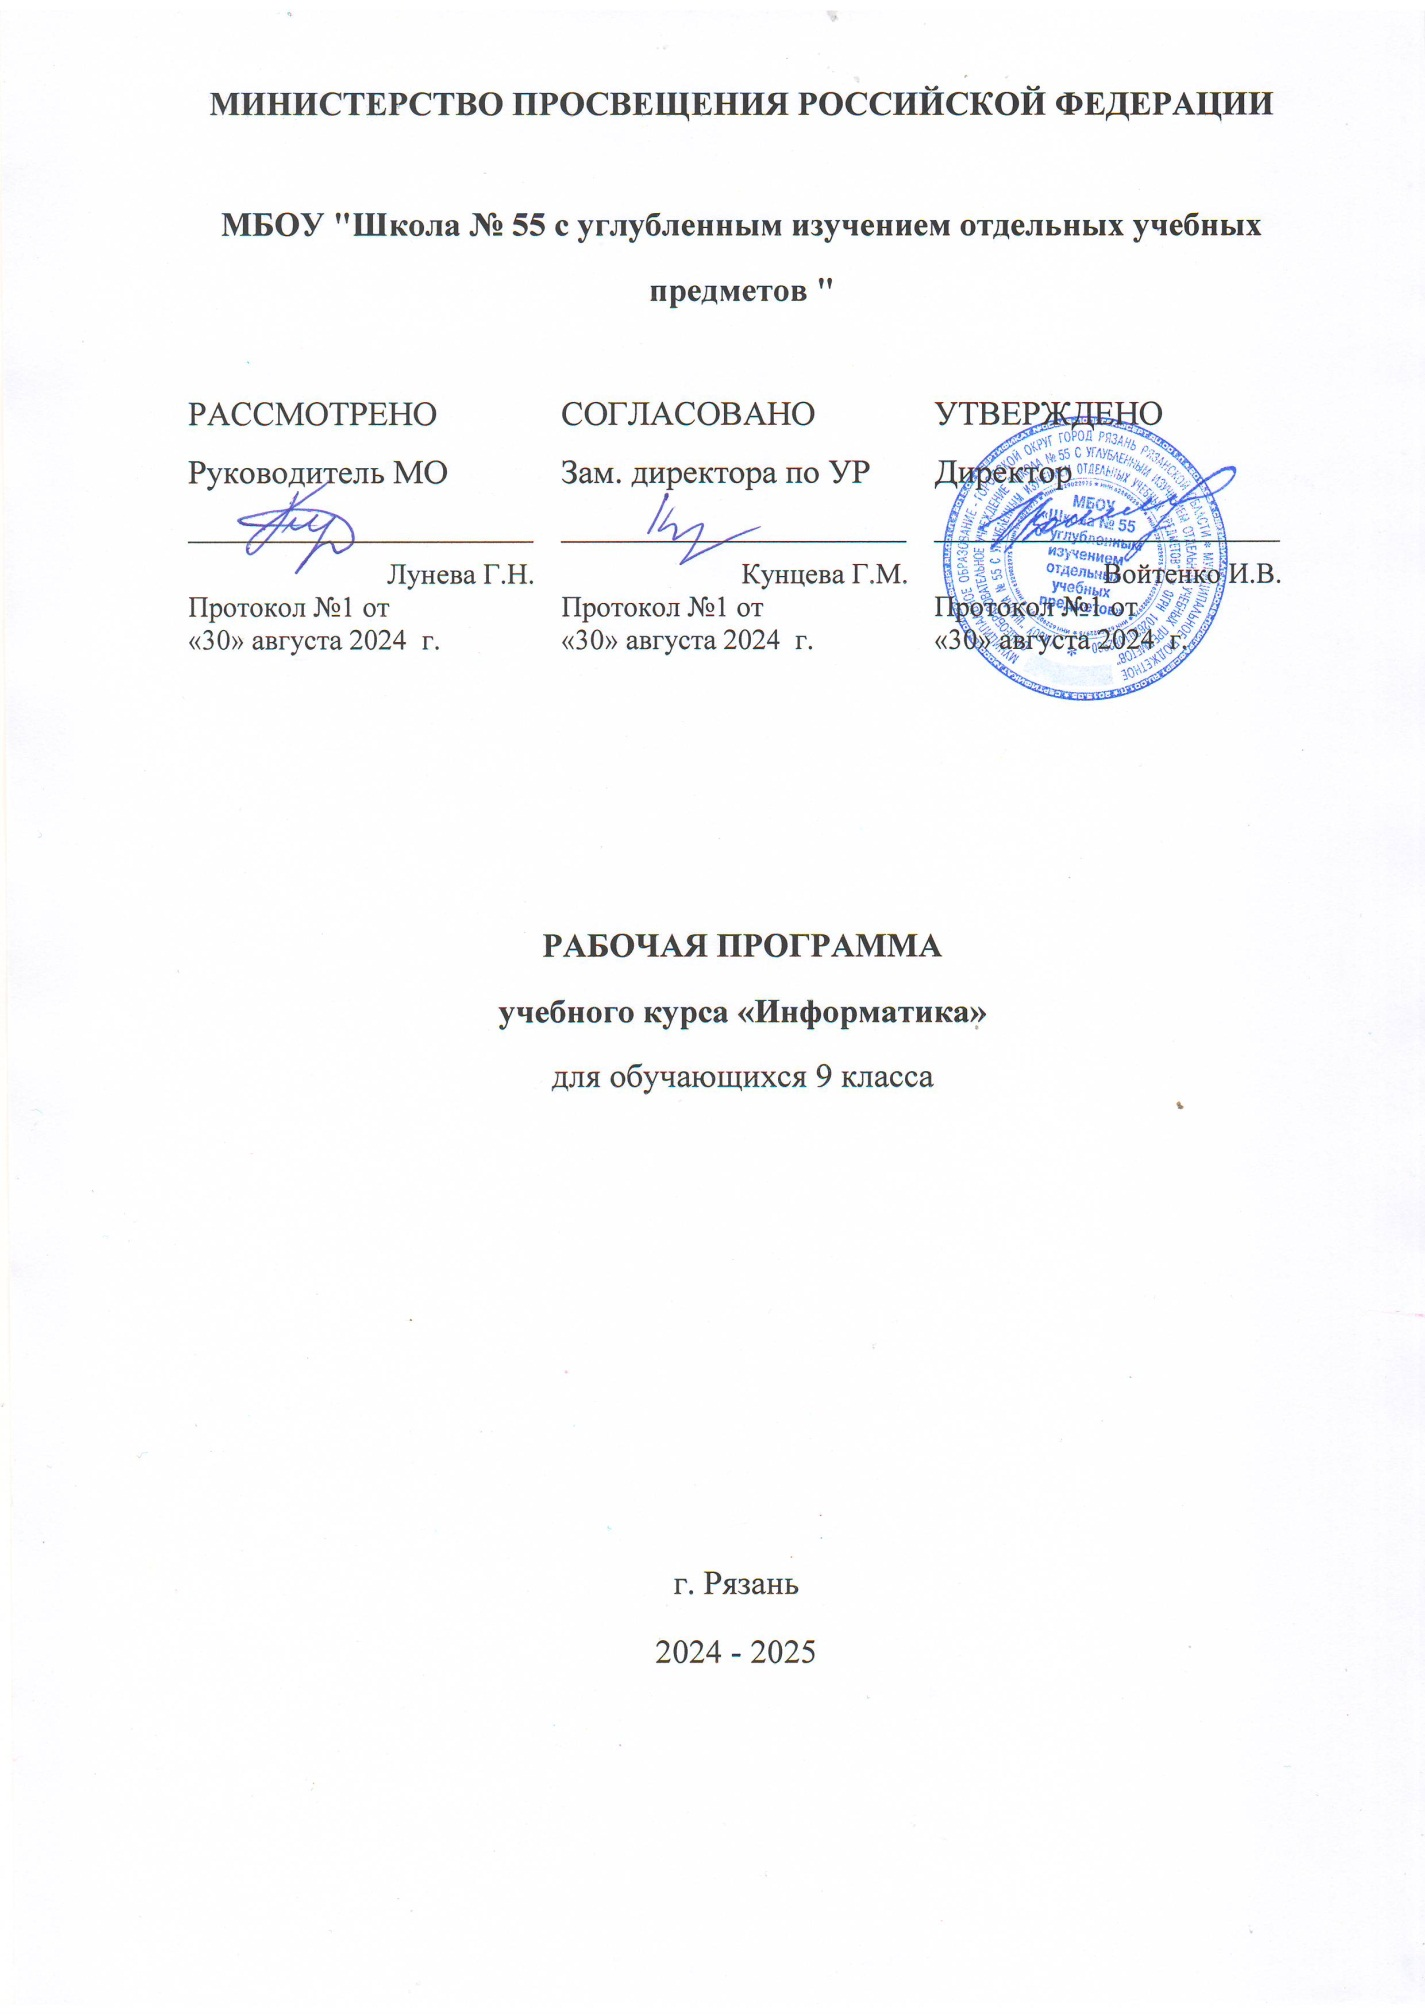 МИНИСТЕРСТВО ПРОСВЕЩЕНИЯ РОССИЙСКОЙ ФЕДЕРАЦИИ
МБОУ "Школа № 55 с углубленным изучением отдельных учебных
предметов "
РАССМОТРЕНО
Руководитель МО
Лунева Г.Н.
Протокол №1 от
«30» августа 2024  г.
СОГЛАСОВАНО
Зам. директора по УР
Кунцева Г.М.
Протокол №1 от
«30» августа 2024  г.
УТВЕРЖДЕНО
Директор
Войтенко И.В.
Протокол №1 от
«30» августа 2024  г.
МБОУ
«Школа № 55
с углубленным
изучением
отдельных
учебных
предметов»
РАБОЧАЯ ПРОГРАММА
учебного курса «Информатика»
для обучающихся 9 класса
г. Рязань
2024 - 2025